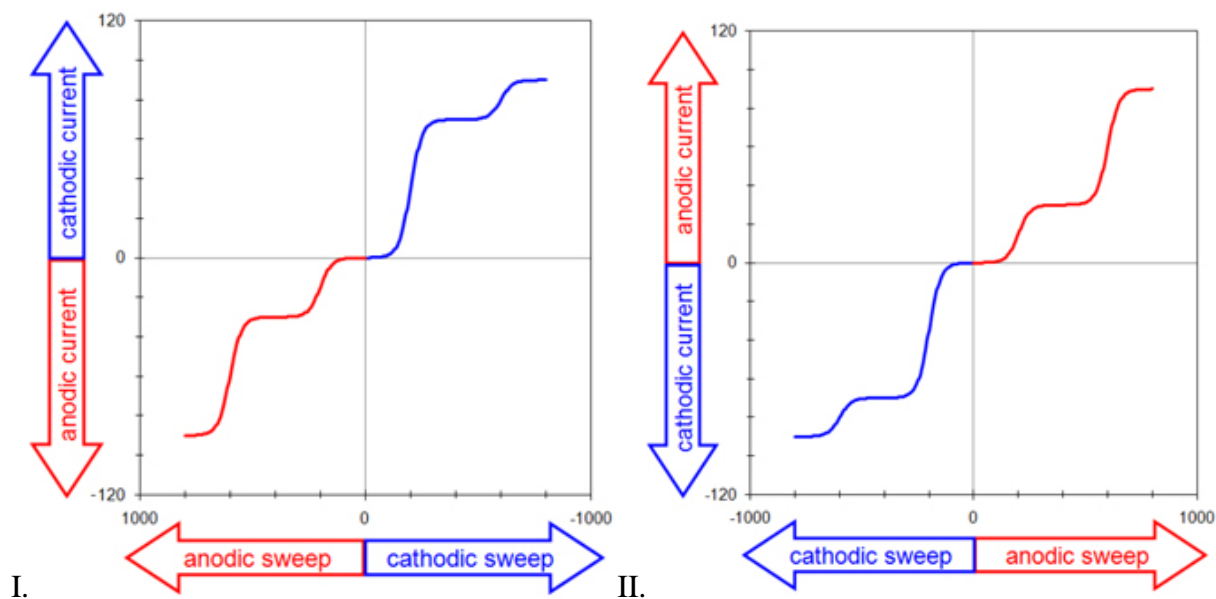 120
cathodic current
0
anodic current
-120
1000 0 -1000
anodic sweep cathodic sweep
I.
120
anodic current
0
cathodic current
-120
-1000 0 1000
cathodic sweep anodic sweep
II.